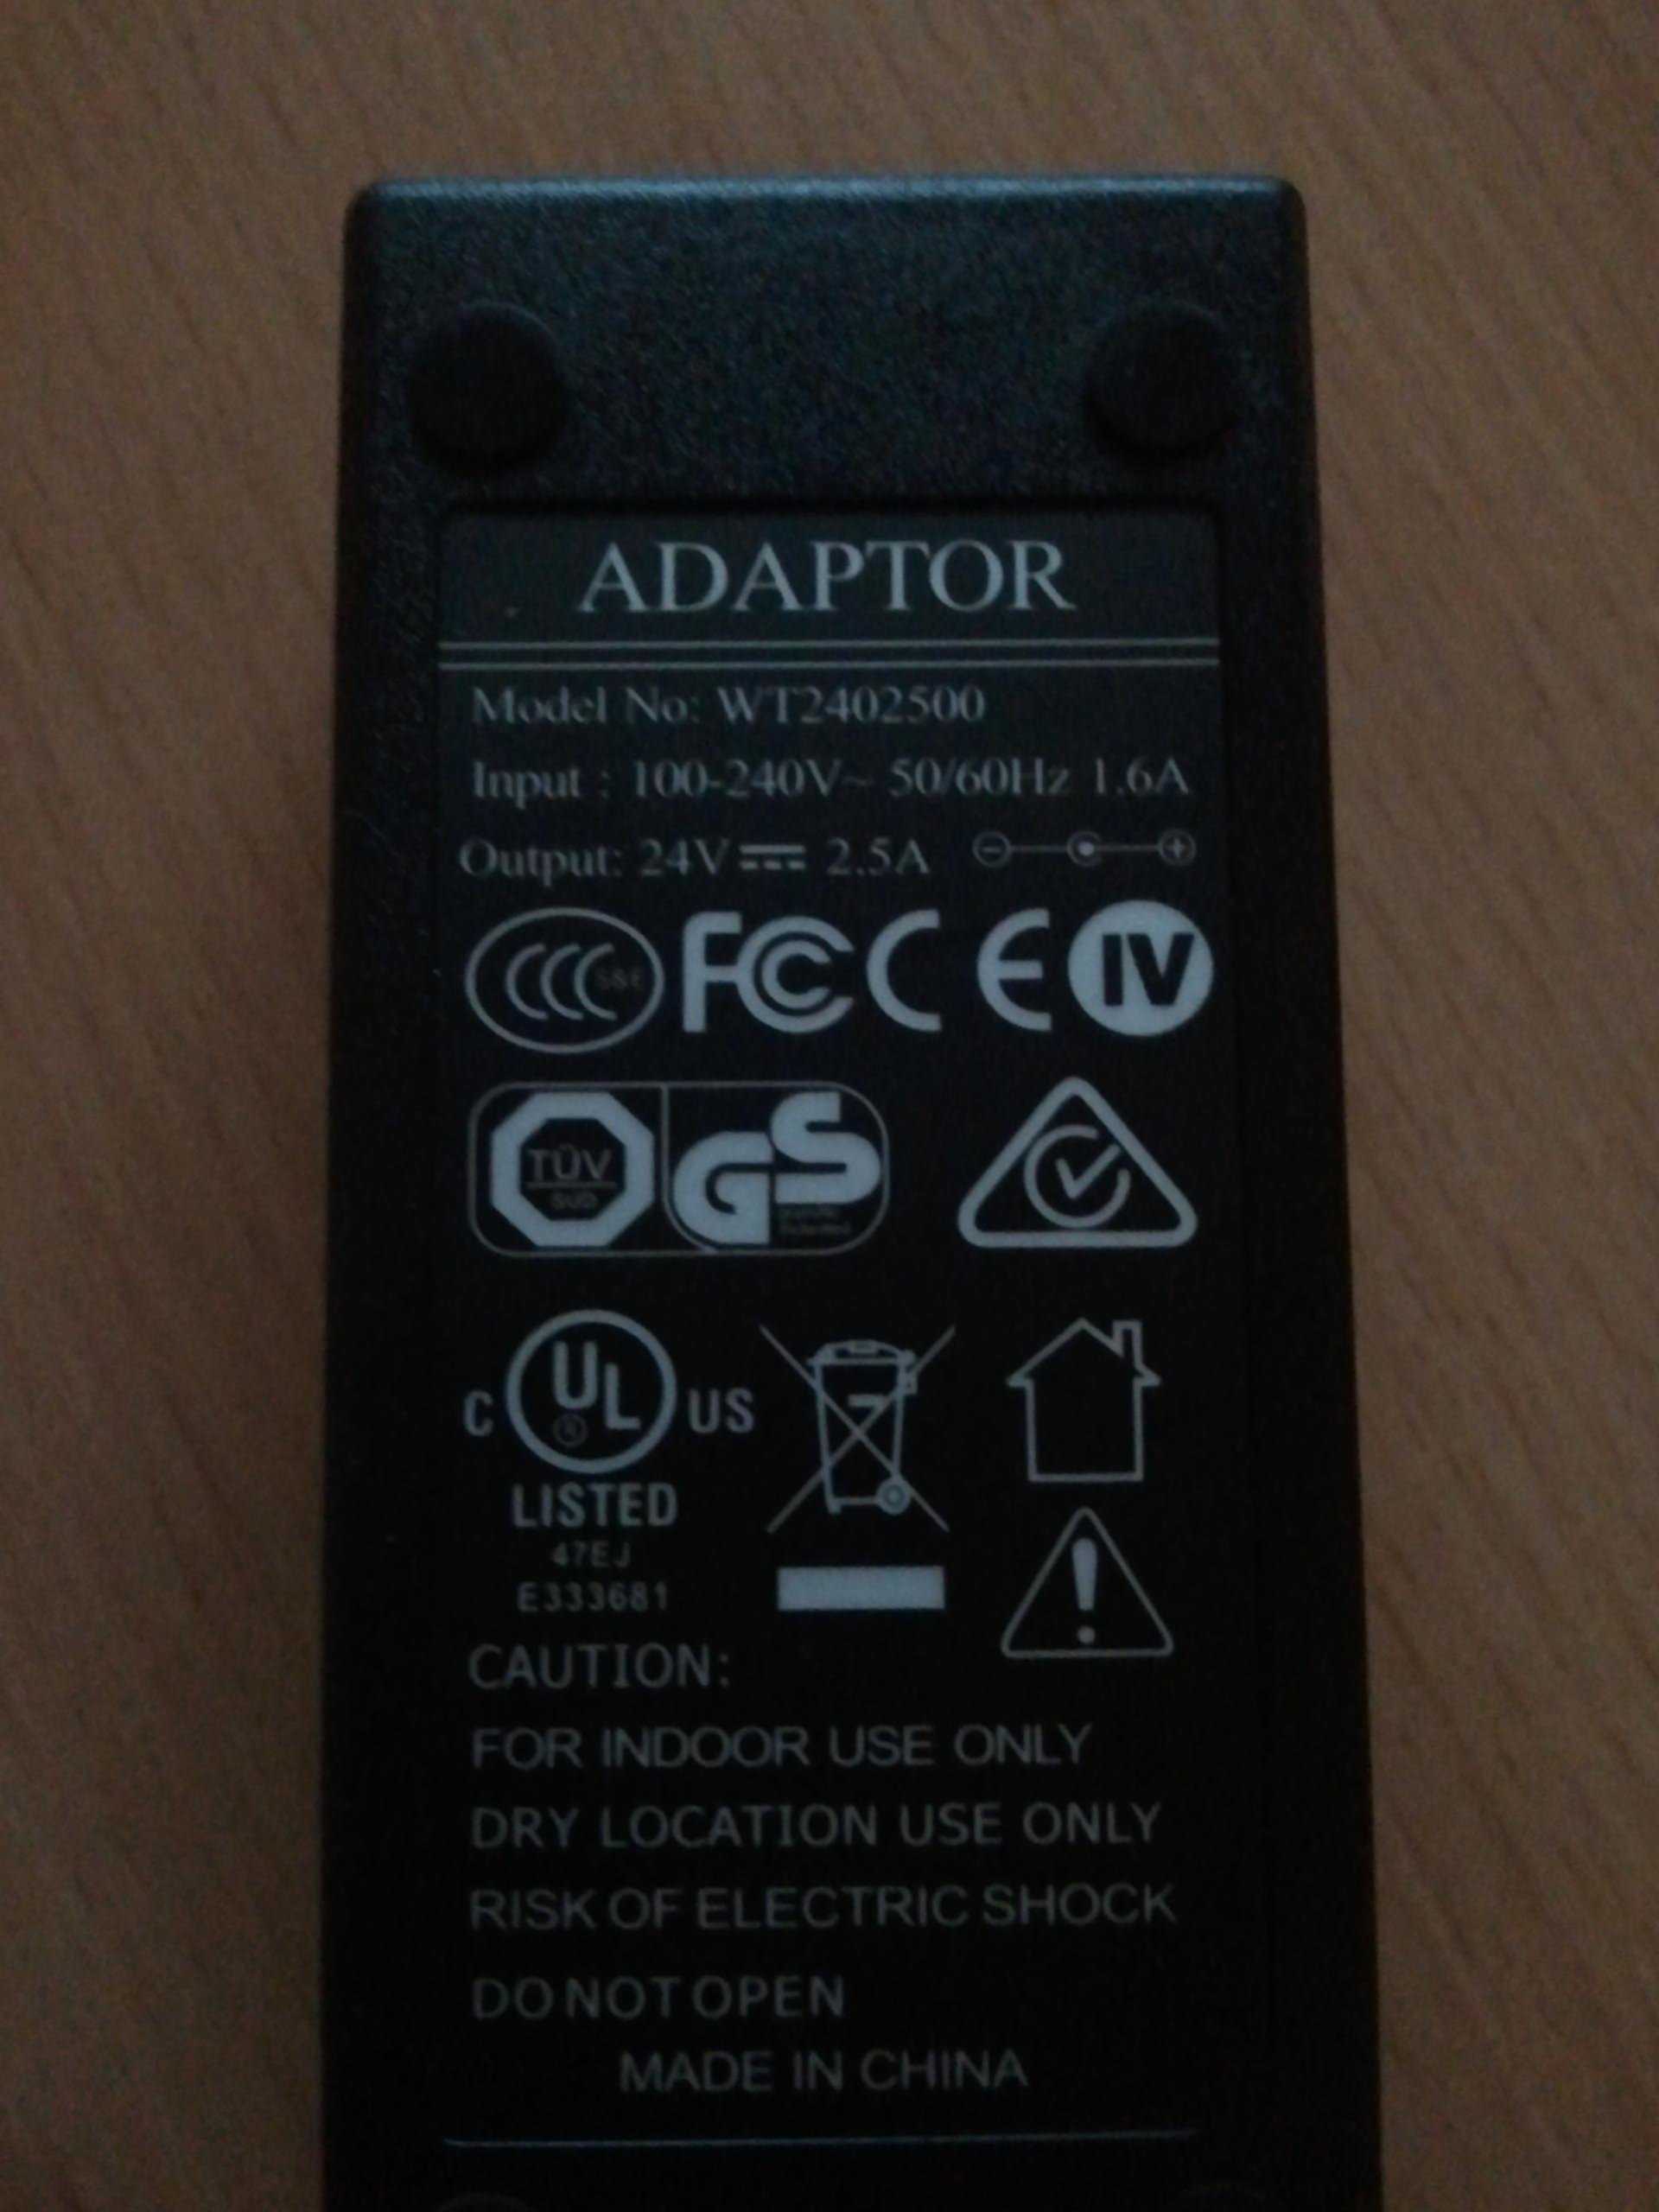 ADAPTOR
Model No: WT2402500
Input : 100-240V~ 50/60Hz 1.6A
Output: 24V 2.5A
CCC S&E FCC CE IV
TÜV SÜD GS
C UL ® US
LISTED
47EJ
E333681
CAUTION:
FOR INDOOR USE ONLY
DRY LOCATION USE ONLY
RISK OF ELECTRIC SHOCK
DO NOT OPEN
MADE IN CHINA